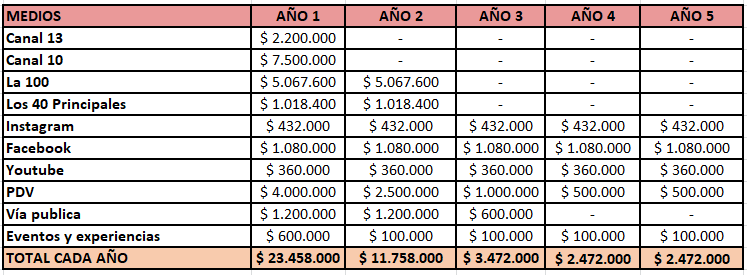 MEDIOS AÑO 1 AÑO 2 AÑO 3 AÑO 4 AÑO 5
Canal 13 $ 2.200.000 - - - -
Canal 10 $ 7.500.000 - - - -
La 100 $ 5.067.600 $ 5.067.600 - - -
Los 40 Principales $ 1.018.400 $ 1.018.400 - - -
Instagram $ 432.000 $ 432.000 $ 432.000 $ 432.000 $ 432.000
Facebook $ 1.080.000 $ 1.080.000 $ 1.080.000 $ 1.080.000 $ 1.080.000
Youtube $ 360.000 $ 360.000 $ 360.000 $ 360.000 $ 360.000
PDV $ 4.000.000 $ 2.500.000 $ 1.000.000 $ 500.000 $ 500.000
Vía publica $ 1.200.000 $ 1.200.000 $ 600.000 - -
Eventos y experiencias $ 600.000 $ 100.000 $ 100.000 $ 100.000 $ 100.000
TOTAL CADA AÑO $ 23.458.000 $ 11.758.000 $ 3.472.000 $ 2.472.000 $ 2.472.000